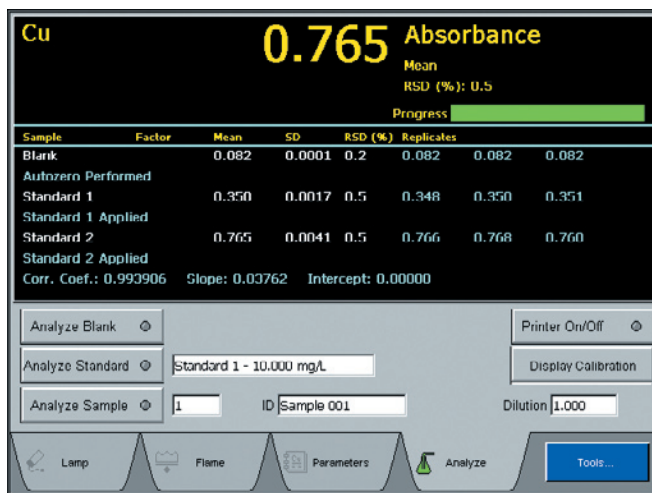 Cu 0.765 Absorbance
Mean
RSD (%): 0.5
Progress
Sample Factor Mean SD RSD (%) Replicates
Blank 0.082 0.0001 0.2 0.082 0.082 0.082
Autozero Performed
Standard 1 0.350 0.0017 0.5 0.348 0.350 0.351
Standard 1 Applied
Standard 2 0.765 0.0041 0.5 0.766 0.768 0.760
Standard 2 Applied
Corr. Coef.: 0.993906 Slope: 0.03762 Intercept: 0.00000
Analyze Blank Printer On/Off
Analyze Standard Standard 1 - 10.000 mg/L Display Calibration
Analyze Sample 1 ID Sample 001 Dilution 1.000
Lamp Flame Parameters Analyze Tools...